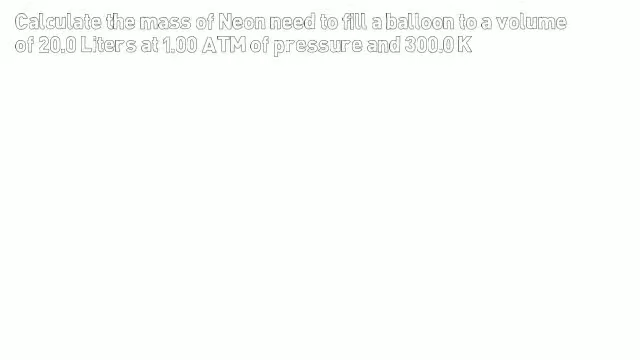 Calculate the mass of Neon need to fill a balloon to a volume
of 20.0 Liters at 1.00 ATM of pressure and 300.0 K